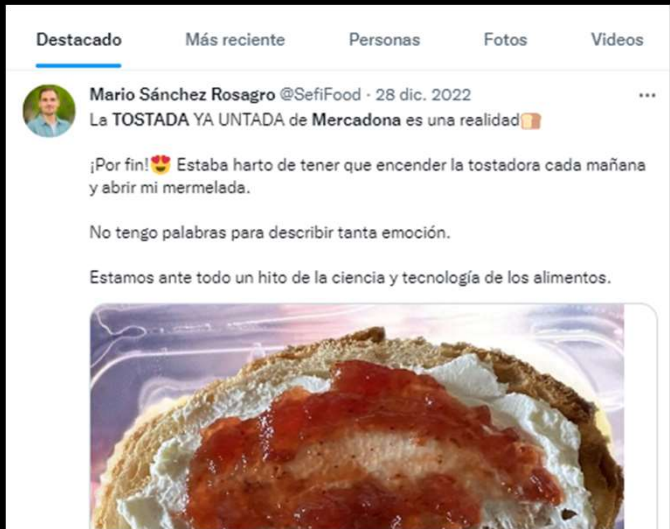 Destacado Más reciente Personas Fotos Videos
Mario Sánchez Rosagro @SefiFood · 28 dic. 2022
La TOSTADA YA UNTADA de Mercadona es una realidad🍞
¡Por fin!😍 Estaba harto de tener que encender la tostadora cada mañana
y abrir mi mermelada.
No tengo palabras para describir tanta emoción.
Estamos ante todo un hito de la ciencia y tecnología de los alimentos.